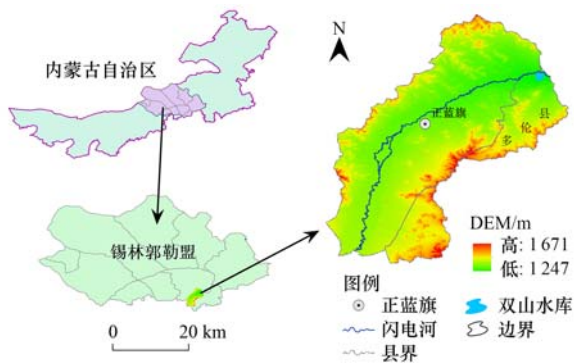 内蒙古自治区
锡林郭勒盟
0 20 km
N
正蓝旗
多伦县
DEM/m
高: 1 671
低: 1 247
图例
正蓝旗
双山水库
闪电河
边界
县界